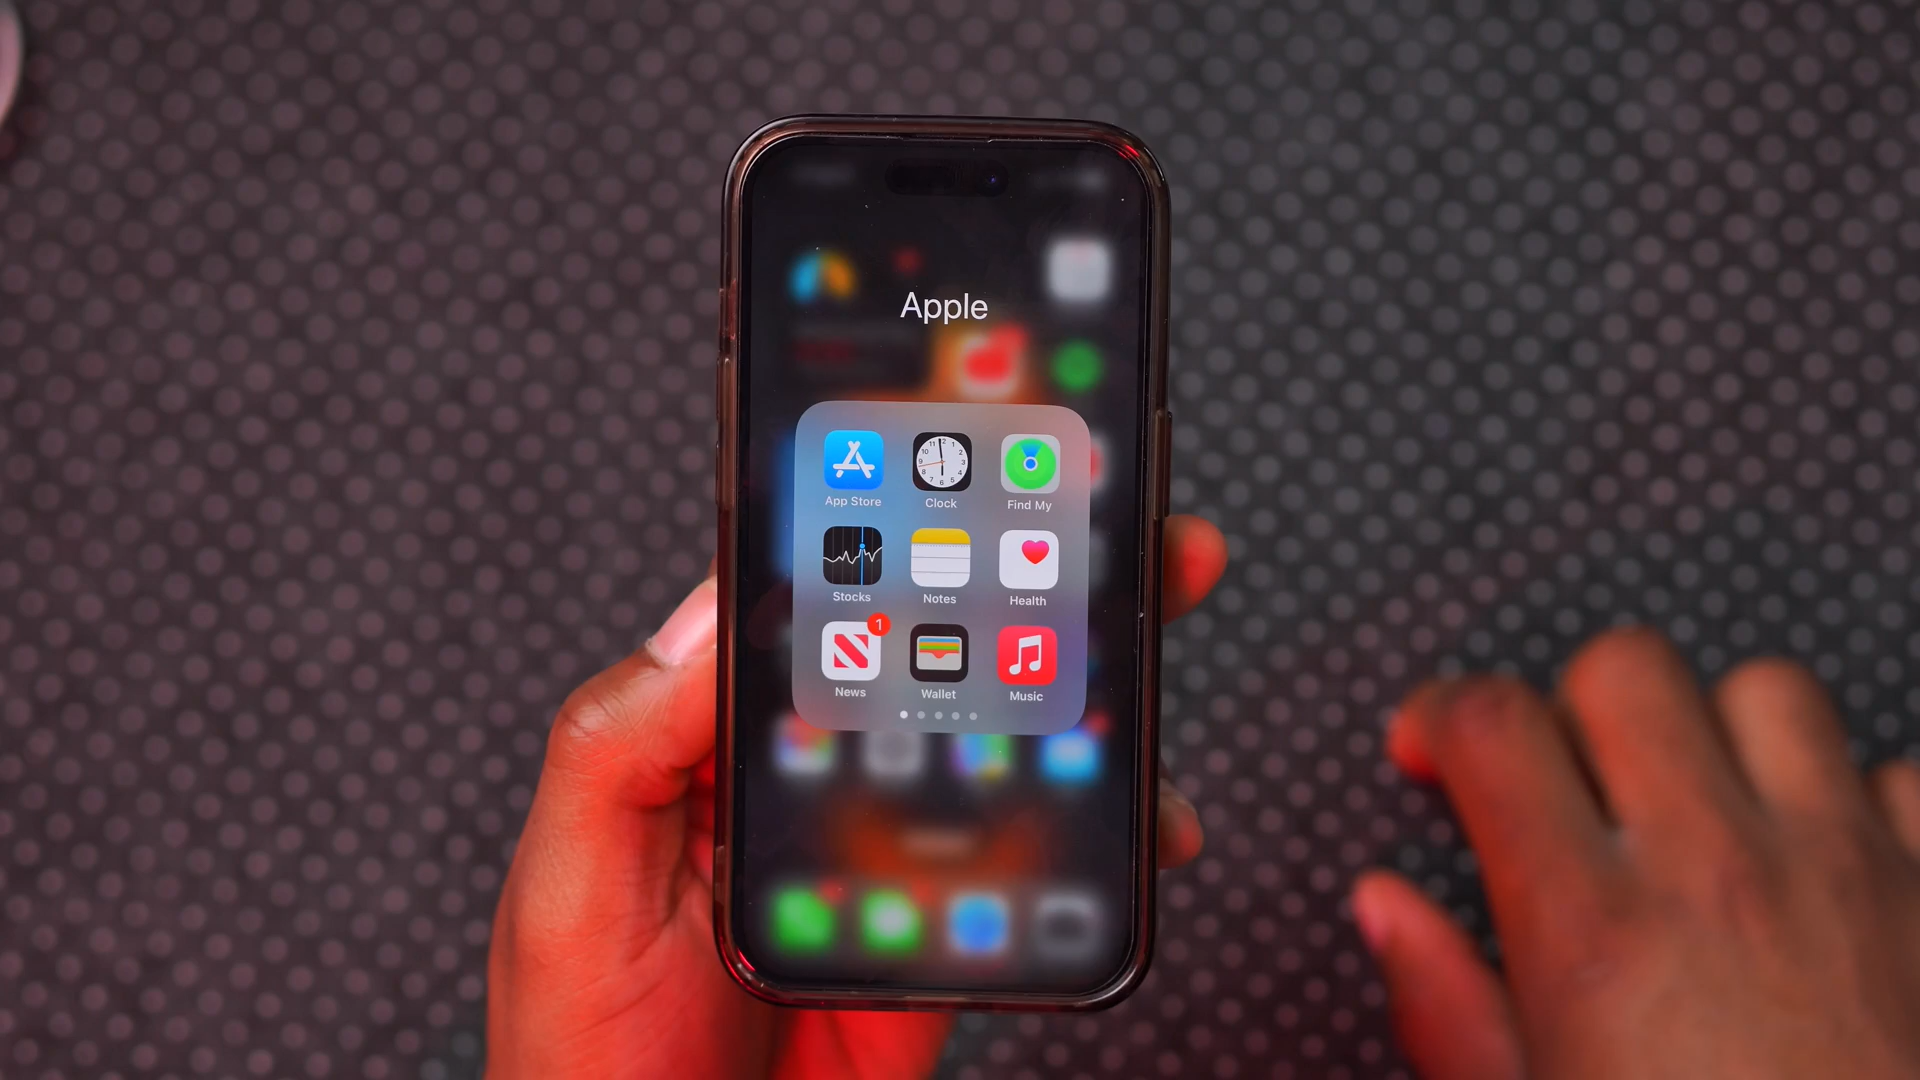 Apple
App Store
Clock
Find My
Stocks
Notes
Health
1
News
Wallet
Music